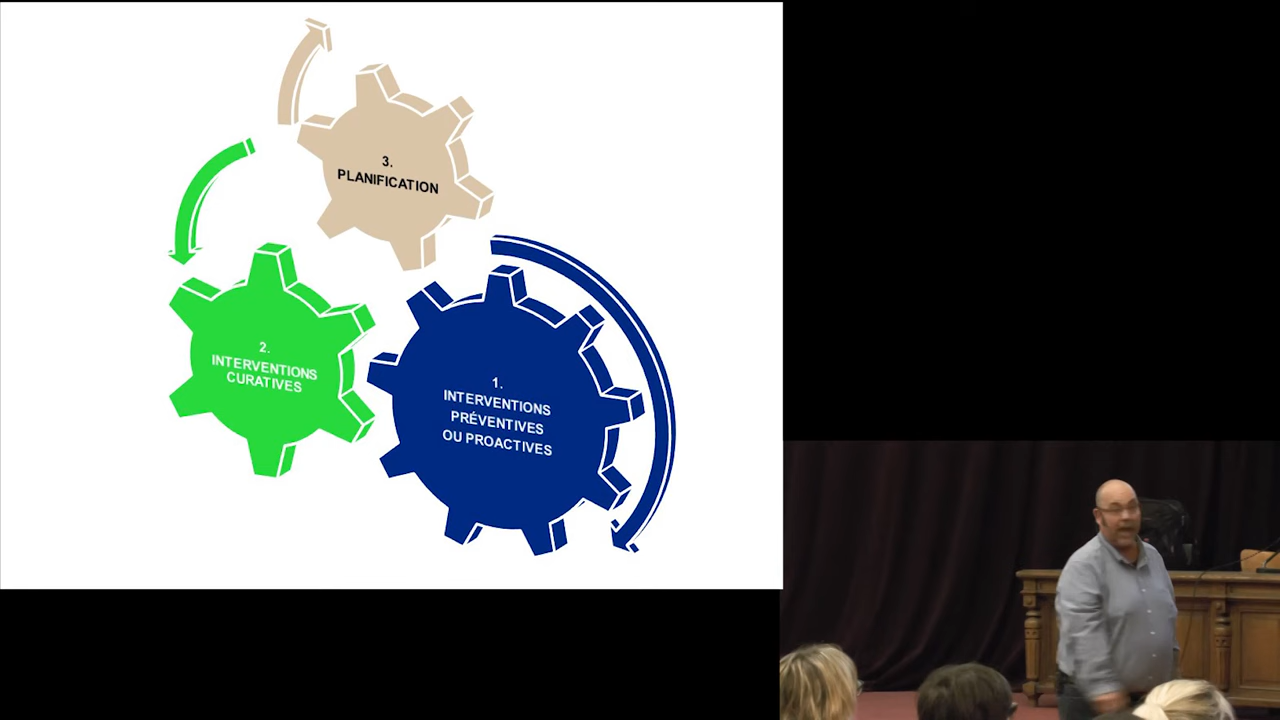 3.
PLANIFICATION
2.
INTERVENTIONS
CURATIVES
1.
INTERVENTIONS
PRÉVENTIVES
OU PROACTIVES